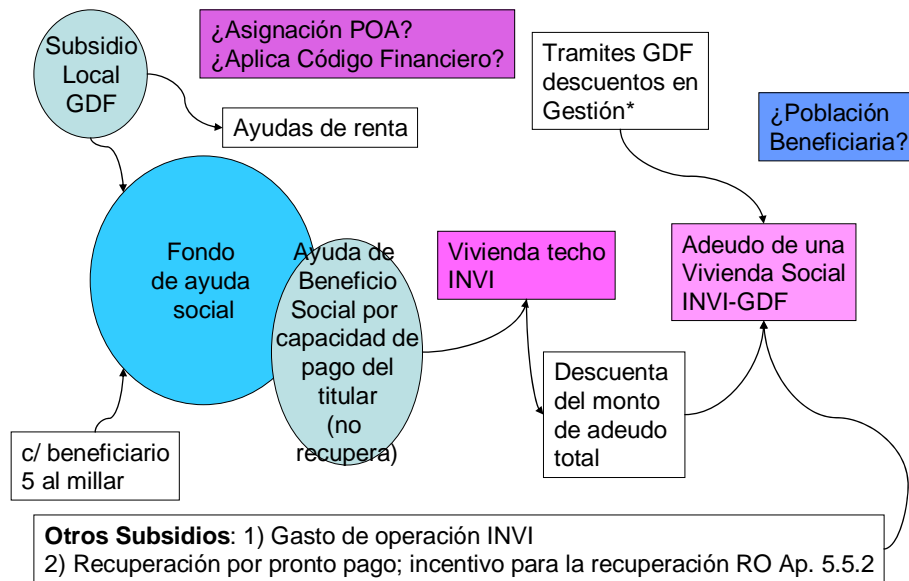 Subsidio
Local
GDF
¿Asignación POA?
¿Aplica Código Financiero?
Ayudas de renta
Tramites GDF
descuentos en
Gestión*
¿Población
Beneficiaria?
Fondo
de ayuda
social
Ayuda de
Beneficio
Social por
capacidad de
pago del
titular
(no
recupera)
Vivienda techo
INVI
Adeudo de una
Vivienda Social
INVI-GDF
Descuenta
del monto
de adeudo
total
c/ beneficiario
5 al millar
Otros Subsidios: 1) Gasto de operación INVI
2) Recuperación por pronto pago; incentivo para la recuperación RO Ap. 5.5.2